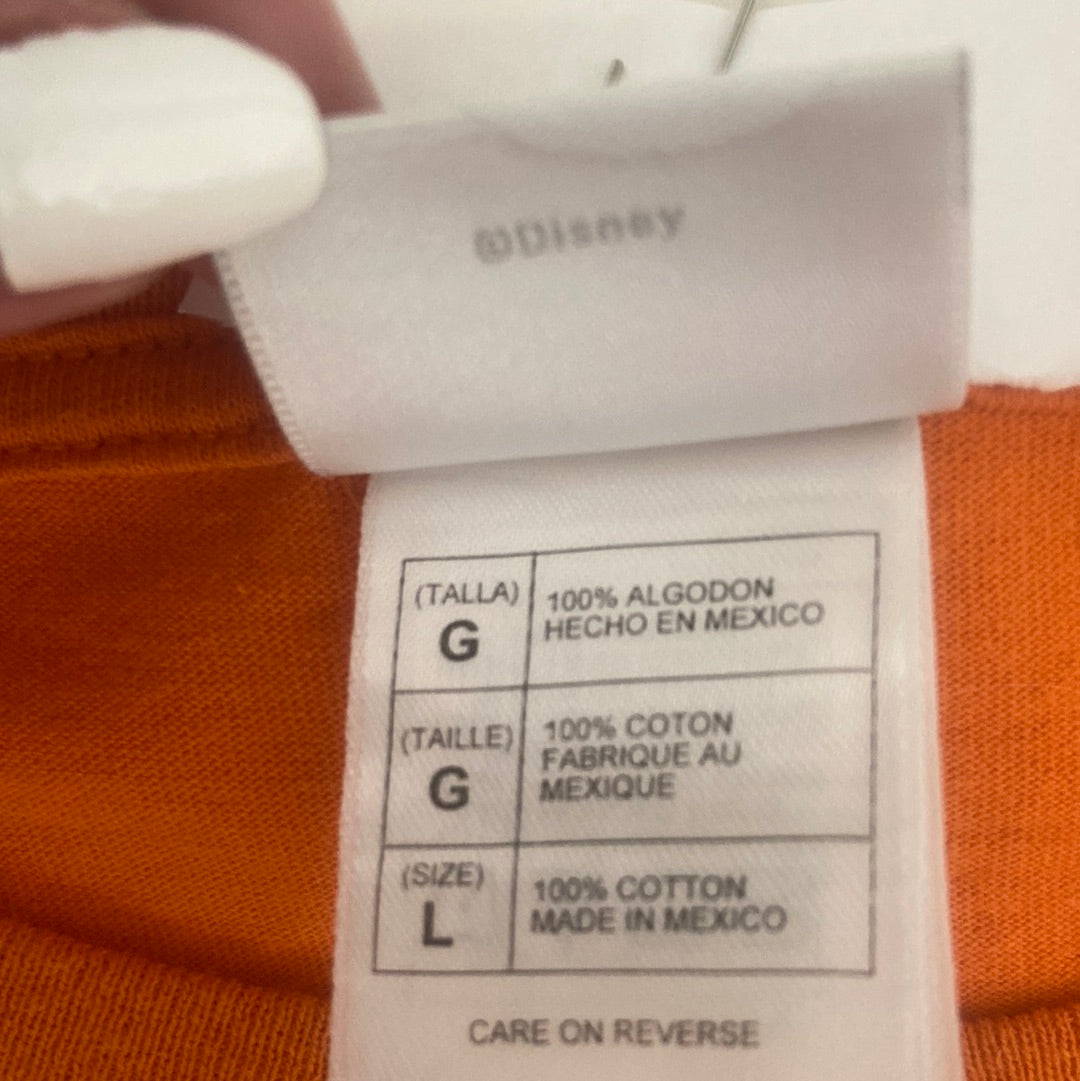 ©Disney
(TALLA)
G
100% ALGODON
HECHO EN MEXICO
(TAILLE)
G
100% COTON
FABRIQUE AU
MEXIQUE
(SIZE)
L
100% COTTON
MADE IN MEXICO
CARE ON REVERSE